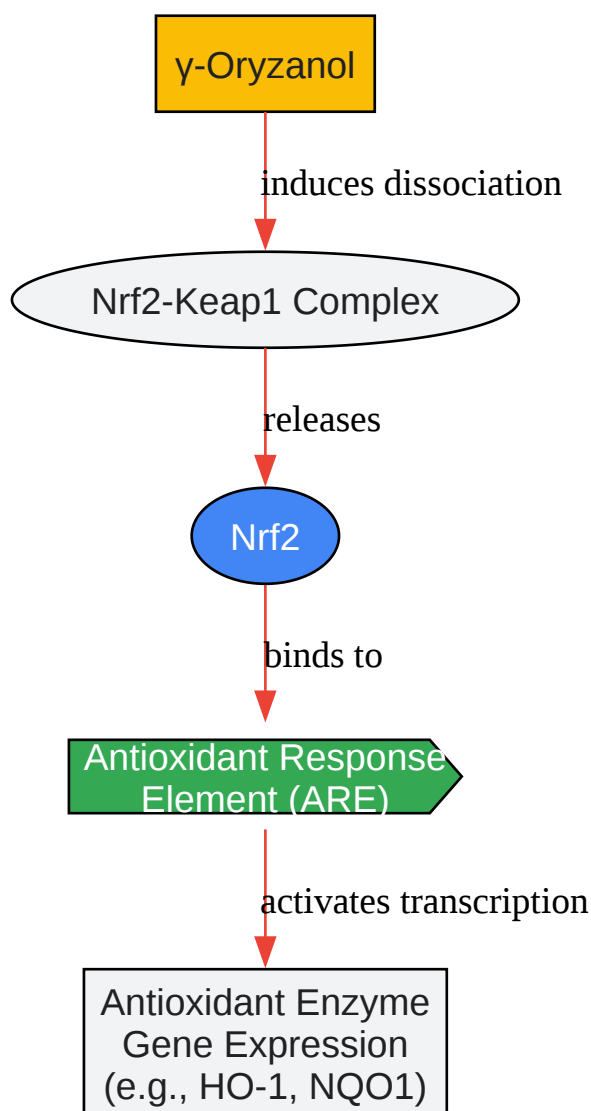 γ-Oryzanol
induces dissociation
Nrf2-Keap1 Complex
releases
Nrf2
binds to
Antioxidant Response
Element (ARE)
activates transcription
Antioxidant Enzyme
Gene Expression
(e.g., HO-1, NQO1)